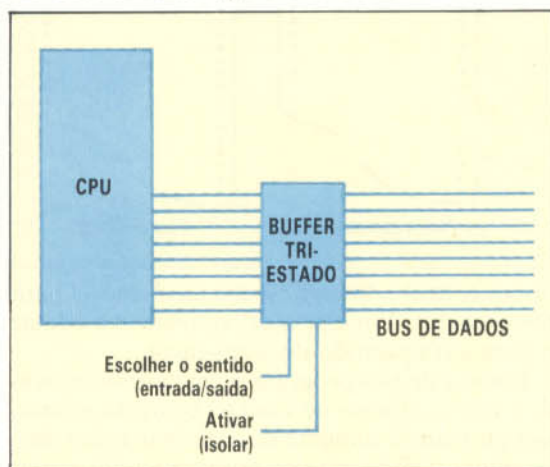 CPU
BUFFER
TRI-
ESTADO
BUS DE DADOS
Escolher o sentido
(entrada/saída)
Ativar
(isolar)